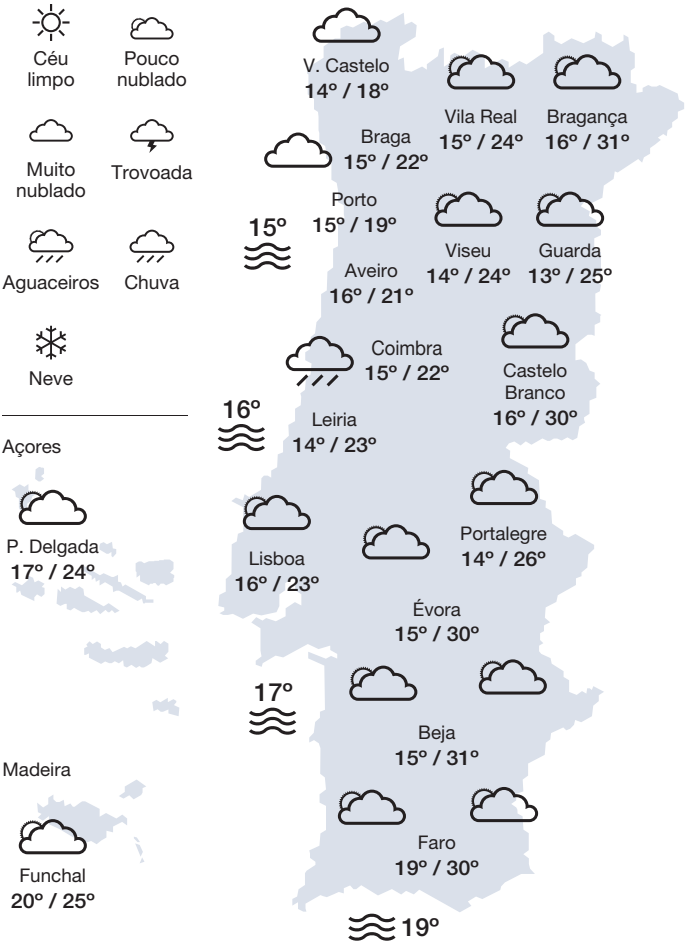 Céu
limpo
Pouco
nublado
Muito
nublado
Trovoada
Aguaceiros
Chuva
Neve
Açores
P. Delgada
17º / 24º
Madeira
Funchal
20º / 25º
V. Castelo
14º / 18º
Vila Real
15º / 24º
Bragança
16º / 31º
Braga
15º / 22º
Porto
15º / 19º
15º
Viseu
14º / 24º
Guarda
13º / 25º
Aveiro
16º / 21º
Coimbra
15º / 22º
Castelo
Branco
16º / 30º
16º
Leiria
14º / 23º
Lisboa
16º / 23º
Portalegre
14º / 26º
Évora
15º / 30º
17º
Beja
15º / 31º
Faro
19º / 30º
19º